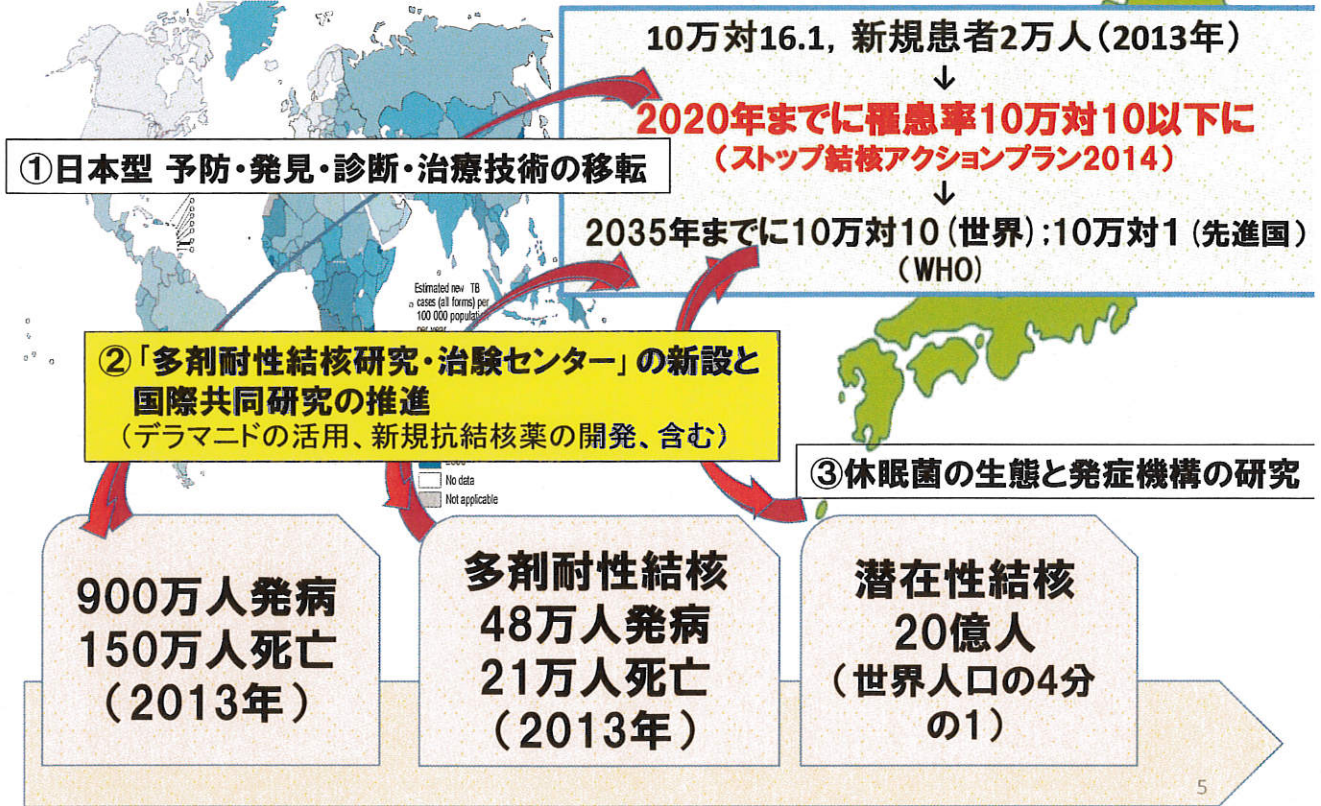 10万対16.1, 新規患者2万人（2013年）
↓
2020年までに罹患率10万対10以下に
（ストップ結核アクションプラン2014）
↓
2035年までに10万対10（世界）;10万対1（先進国）
（WHO）
①日本型 予防・発見・診断・治療技術の移転
Estimated new TB
cases (all forms) per
100 000 population
per year
②「多剤耐性結核研究・治験センター」の新設と
国際共同研究の推進
（デラマニドの活用、新規抗結核薬の開発、含む）
No data
Not applicable
③休眠菌の生態と発症機構の研究
900万人発病
150万人死亡
（2013年）
多剤耐性結核
48万人発病
21万人死亡
（2013年）
潜在性結核
20億人
（世界人口の4分
の1）
5